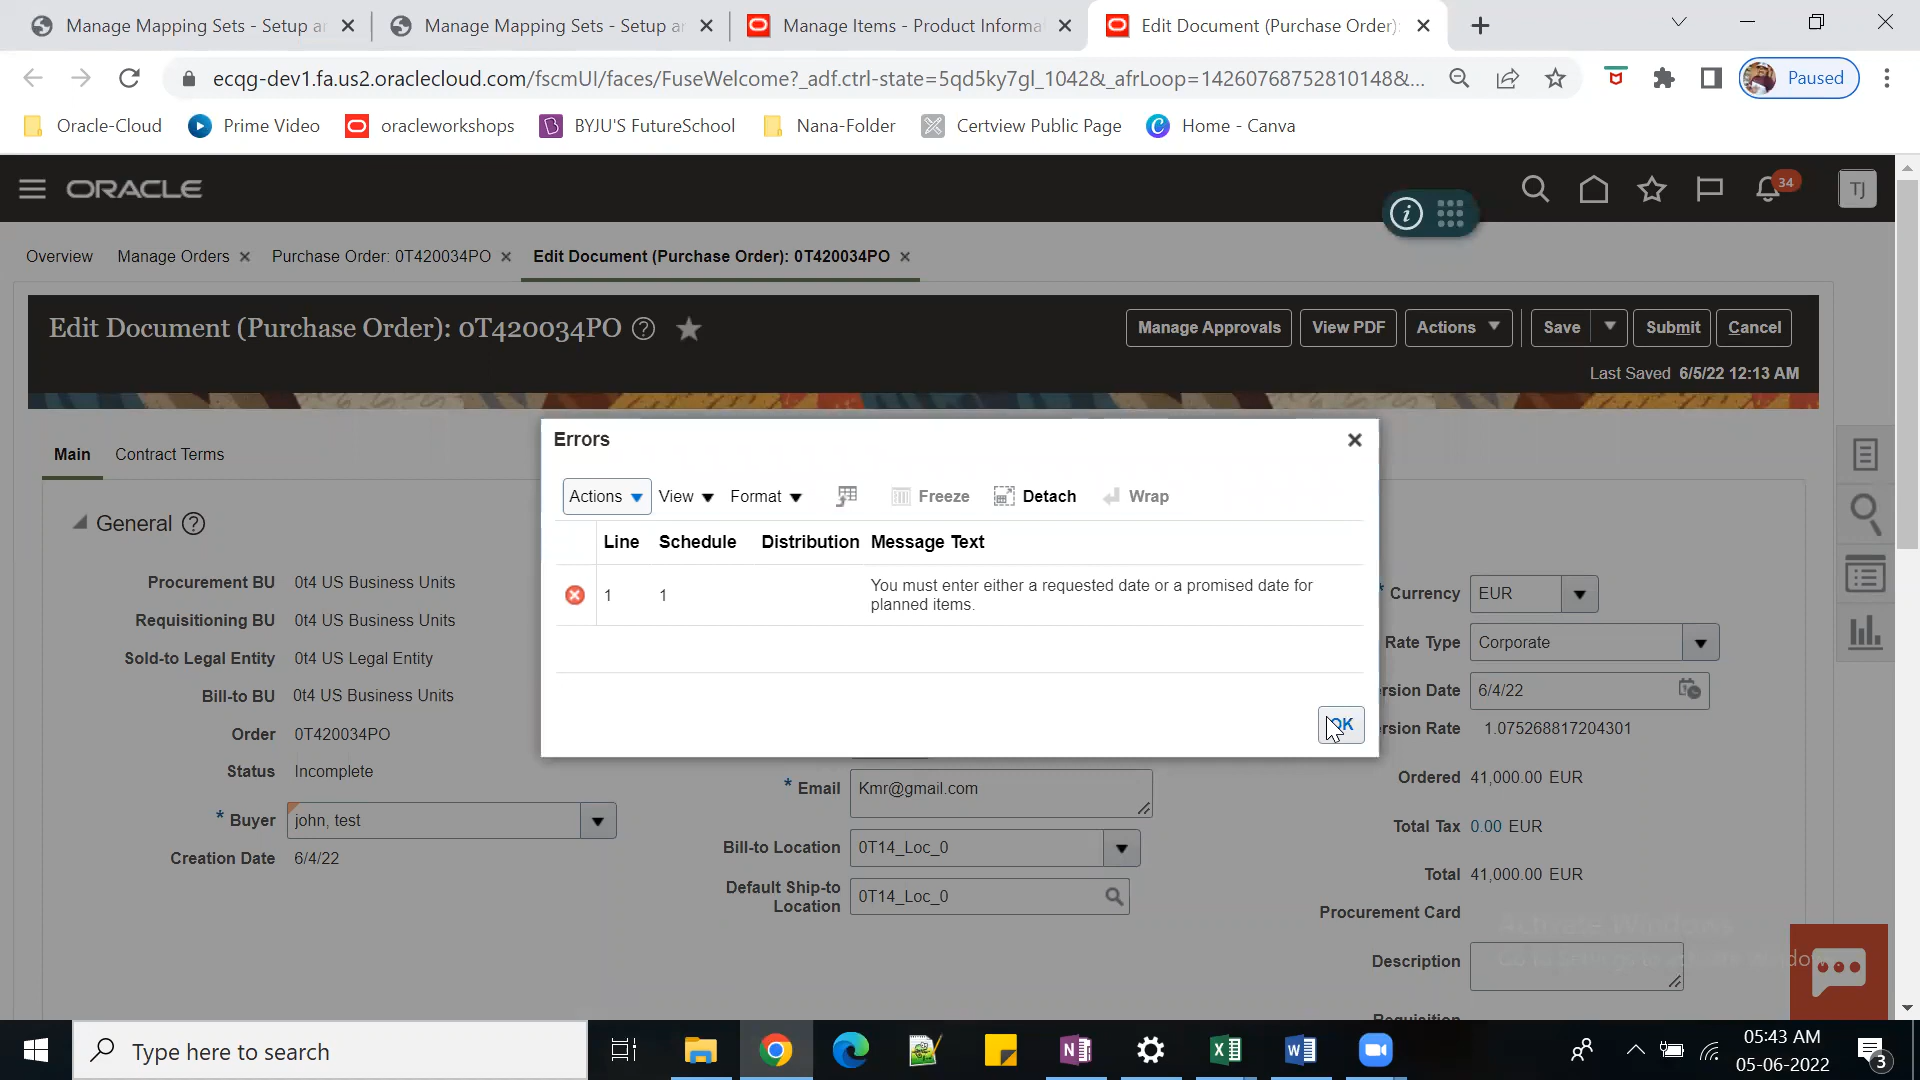 Manage Mapping Sets - Setup a
Manage Mapping Sets - Setup a
Manage Items - Product Informa
Edit Document (Purchase Order):
ecqg-dev1.fa.us2.oraclecloud.com/fscmUI/faces/FuseWelcome?_adf.ctrl-state=5qd5ky7gl_1042&_afrLoop=14260768752810148&...
Paused
Oracle-Cloud
Prime Video
oracleworkshops
BYJU'S FutureSchool
Nana-Folder
Certview Public Page
Home - Canva
ORACLE
34
TJ
Overview
Manage Orders
Purchase Order: 0T420034PO
Edit Document (Purchase Order): 0T420034PO
Edit Document (Purchase Order): 0T420034PO
Manage Approvals
View PDF
Actions
Save
Submit
Cancel
Last Saved 6/5/22 12:13 AM
Main
Contract Terms
General
Procurement BU 0t4 US Business Units
Requisitioning BU 0t4 US Business Units
Sold-to Legal Entity 0t4 US Legal Entity
Bill-to BU 0t4 US Business Units
Order 0T420034PO
Status Incomplete
* Buyer john, test
Creation Date 6/4/22
Errors
Actions View Format Freeze Detach Wrap
Line Schedule Distribution Message Text
1 1 You must enter either a requested date or a promised date for
planned items.
OK
* Email Kmr@gmail.com
Bill-to Location 0T14_Loc_0
Default Ship-to
Location 0T14_Loc_0
* Currency EUR
Rate Type Corporate
ersion Date 6/4/22
ersion Rate 1.075268817204301
Ordered 41,000.00 EUR
Total Tax 0.00 EUR
Total 41,000.00 EUR
Procurement Card
Description
Requisition
Activate Windows
Type here to search
05:43 AM
05-06-2022
3